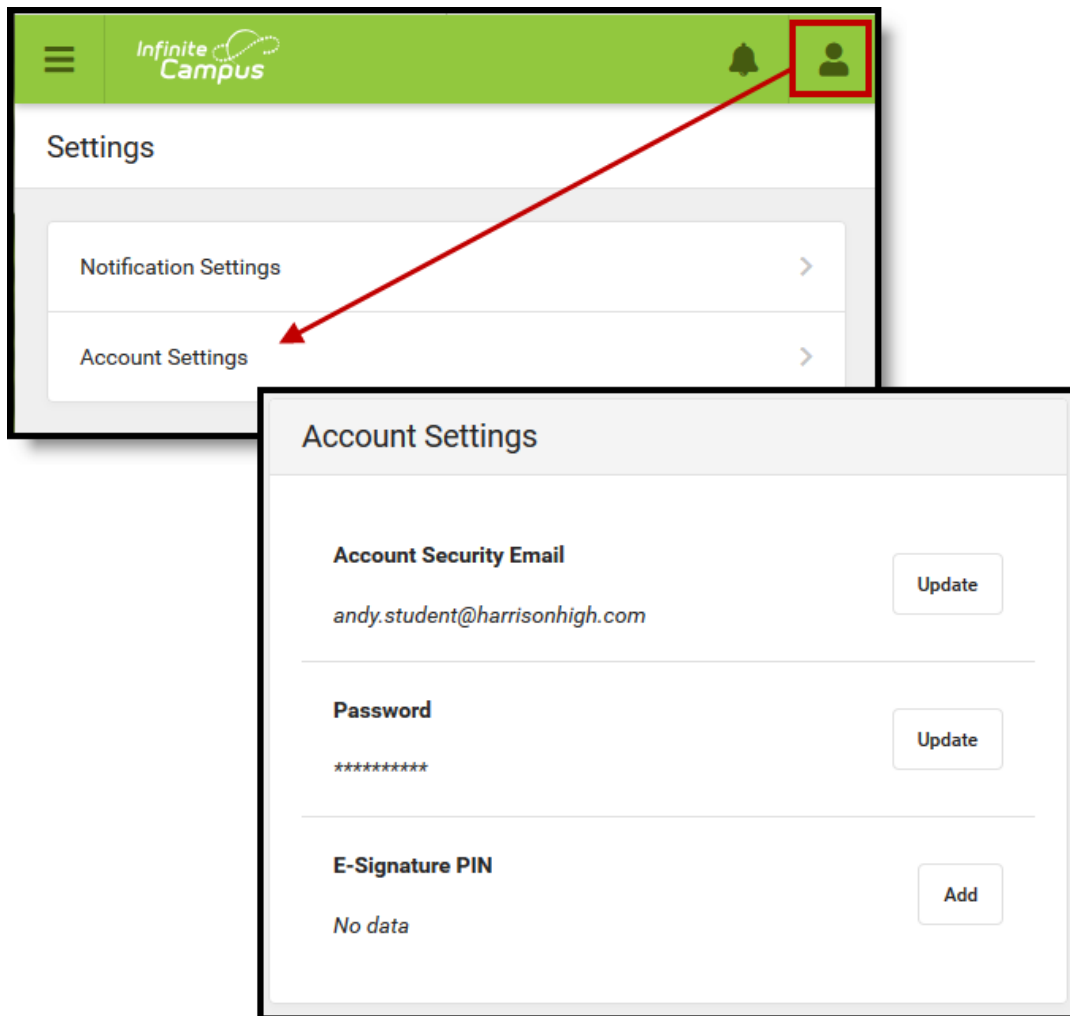 Infinite
Campus
Settings
Notification Settings
Account Settings
Account Settings
Account Security Email
andy.student@harrisonhigh.com
Update
Password
**********
Update
E-Signature PIN
No data
Add